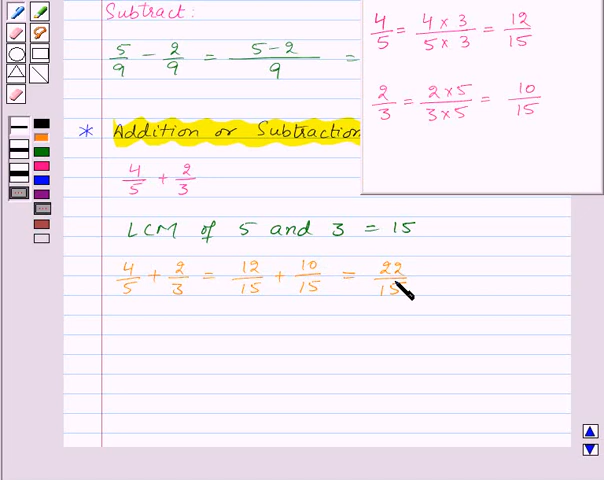 Subtract:
5/9 - 2/9 = 5-2/9 =
* Addition or Subtraction
4/5 + 2/3
LCM of 5 and 3 = 15
4/5 + 2/3 = 12/15 + 10/15 = 22/15
4/5 = 4×3/5×3 = 12/15
2/3 = 2×5/3×5 = 10/15